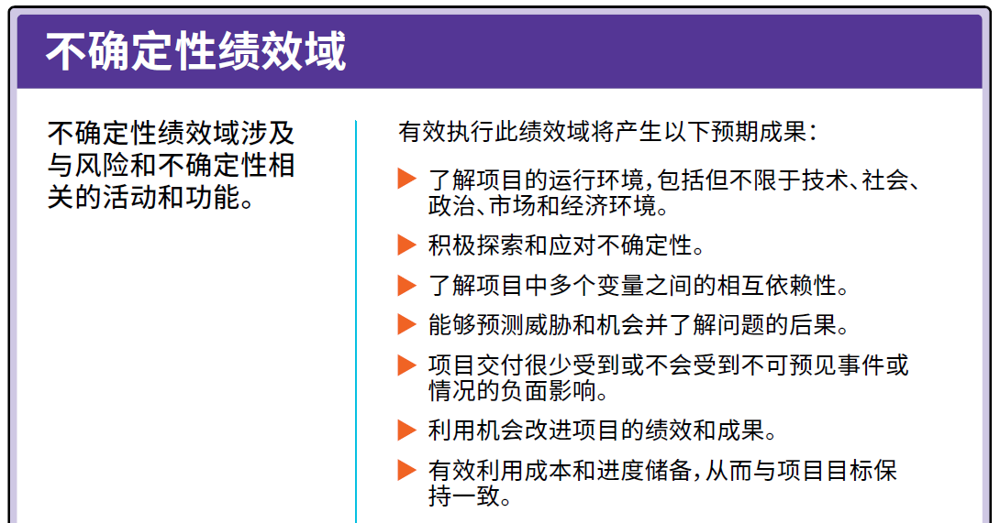 不确定性绩效域
不确定性绩效域涉及
与风险和不确定性相
关的活动和功能。
有效执行此绩效域将产生以下预期成果：
了解项目的运行环境，包括但不限于技术、社会、
政治、市场和经济环境。
积极探索和应对不确定性。
了解项目中多个变量之间的相互依赖性。
能够预测威胁和机会并了解问题的后果。
项目交付很少受到或不会受到不可预见事件或
情况的负面影响。
利用机会改进项目的绩效和成果。
有效利用成本和进度储备，从而与项目目标保
持一致。